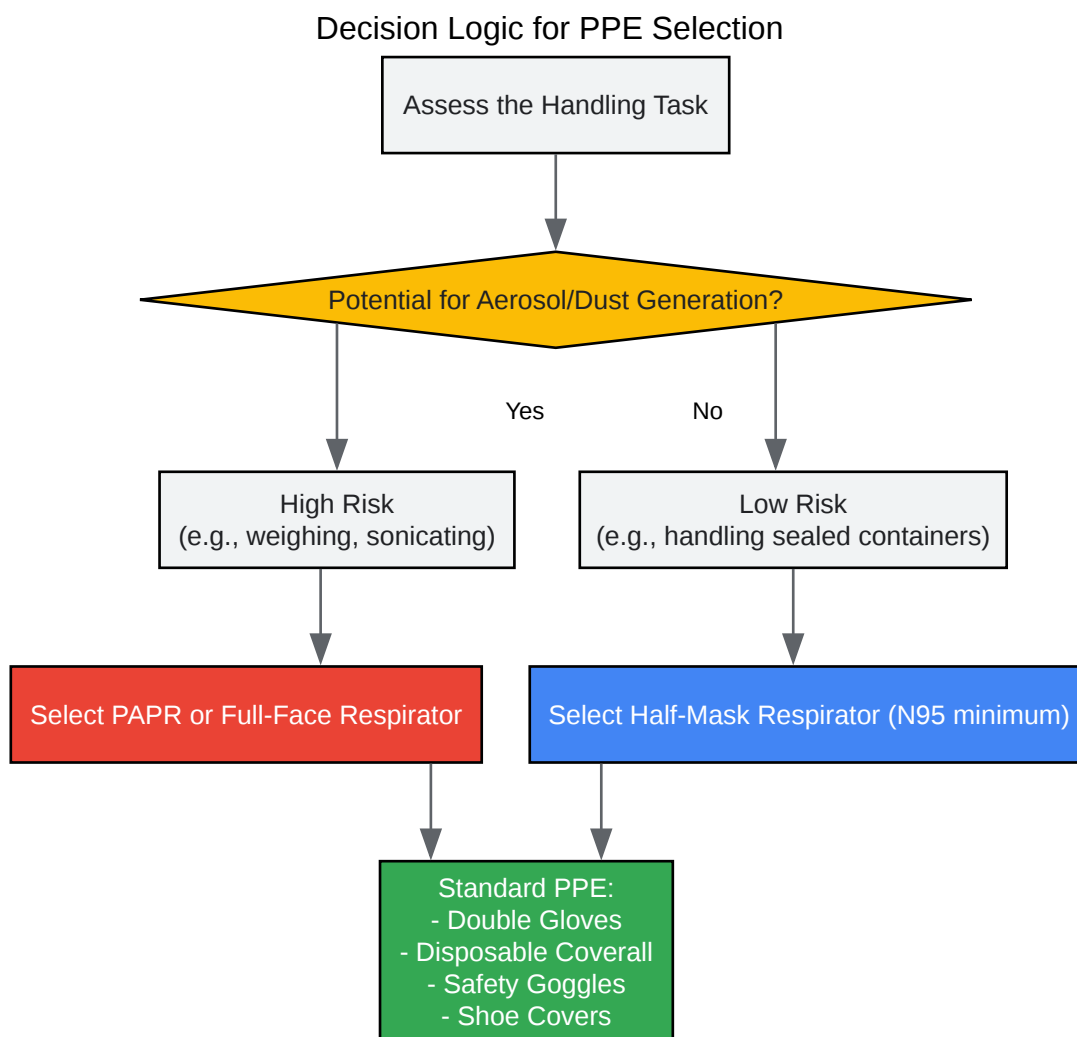 Decision Logic for PPE Selection
Assess the Handling Task
Potential for Aerosol/Dust Generation?
Yes
No
High Risk
(e.g., weighing, sonicating)
Low Risk
(e.g., handling sealed containers)
Select PAPR or Full-Face Respirator
Select Half-Mask Respirator (N95 minimum)
Standard PPE:
- Double Gloves
- Disposable Coverall
- Safety Goggles
- Shoe Covers